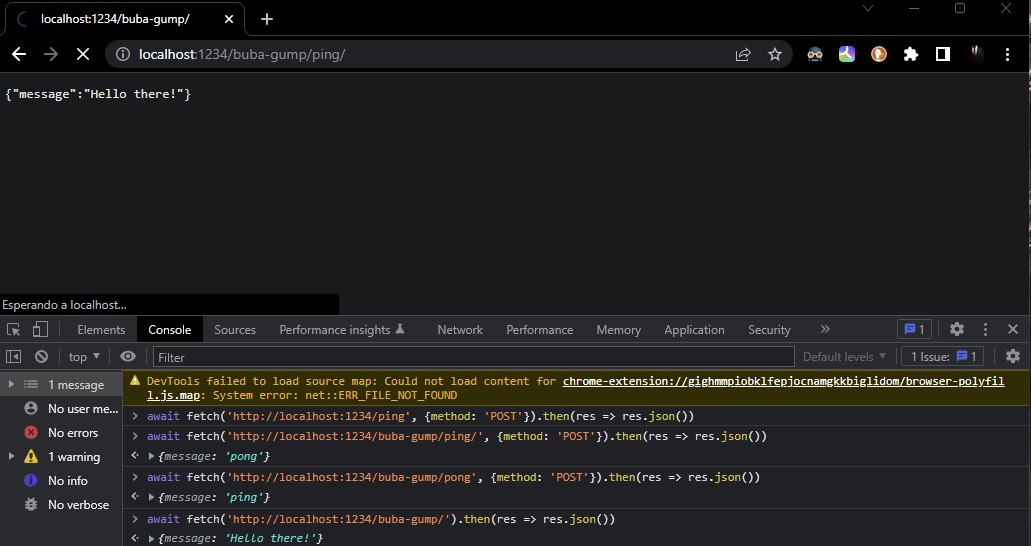 localhost:1234/buba-gump/
localhost:1234/buba-gump/ping/
{"message":"Hello there!"}
Esperando a localhost...
Elements Console Sources Performance insights Network Performance Memory Application Security » 1
top Filter Default levels 1 Issue: 1
1 message
No user me...
No errors
1 warning
No info
No verbose
DevTools failed to load source map: Could not load content for chrome-extension://gighmmpiobklfepjocnamgkkbiglidom/browser-polyfil
l.js.map: System error: net::ERR_FILE_NOT_FOUND
> await fetch('http://localhost:1234/ping', {method: 'POST'}).then(res => res.json())
> await fetch('http://localhost:1234/buba-gump/ping/', {method: 'POST'}).then(res => res.json())
{message: 'pong'}
> await fetch('http://localhost:1234/buba-gump/pong', {method: 'POST'}).then(res => res.json())
{message: 'ping'}
> await fetch('http://localhost:1234/buba-gump/').then(res => res.json())
{message: 'Hello there!'}